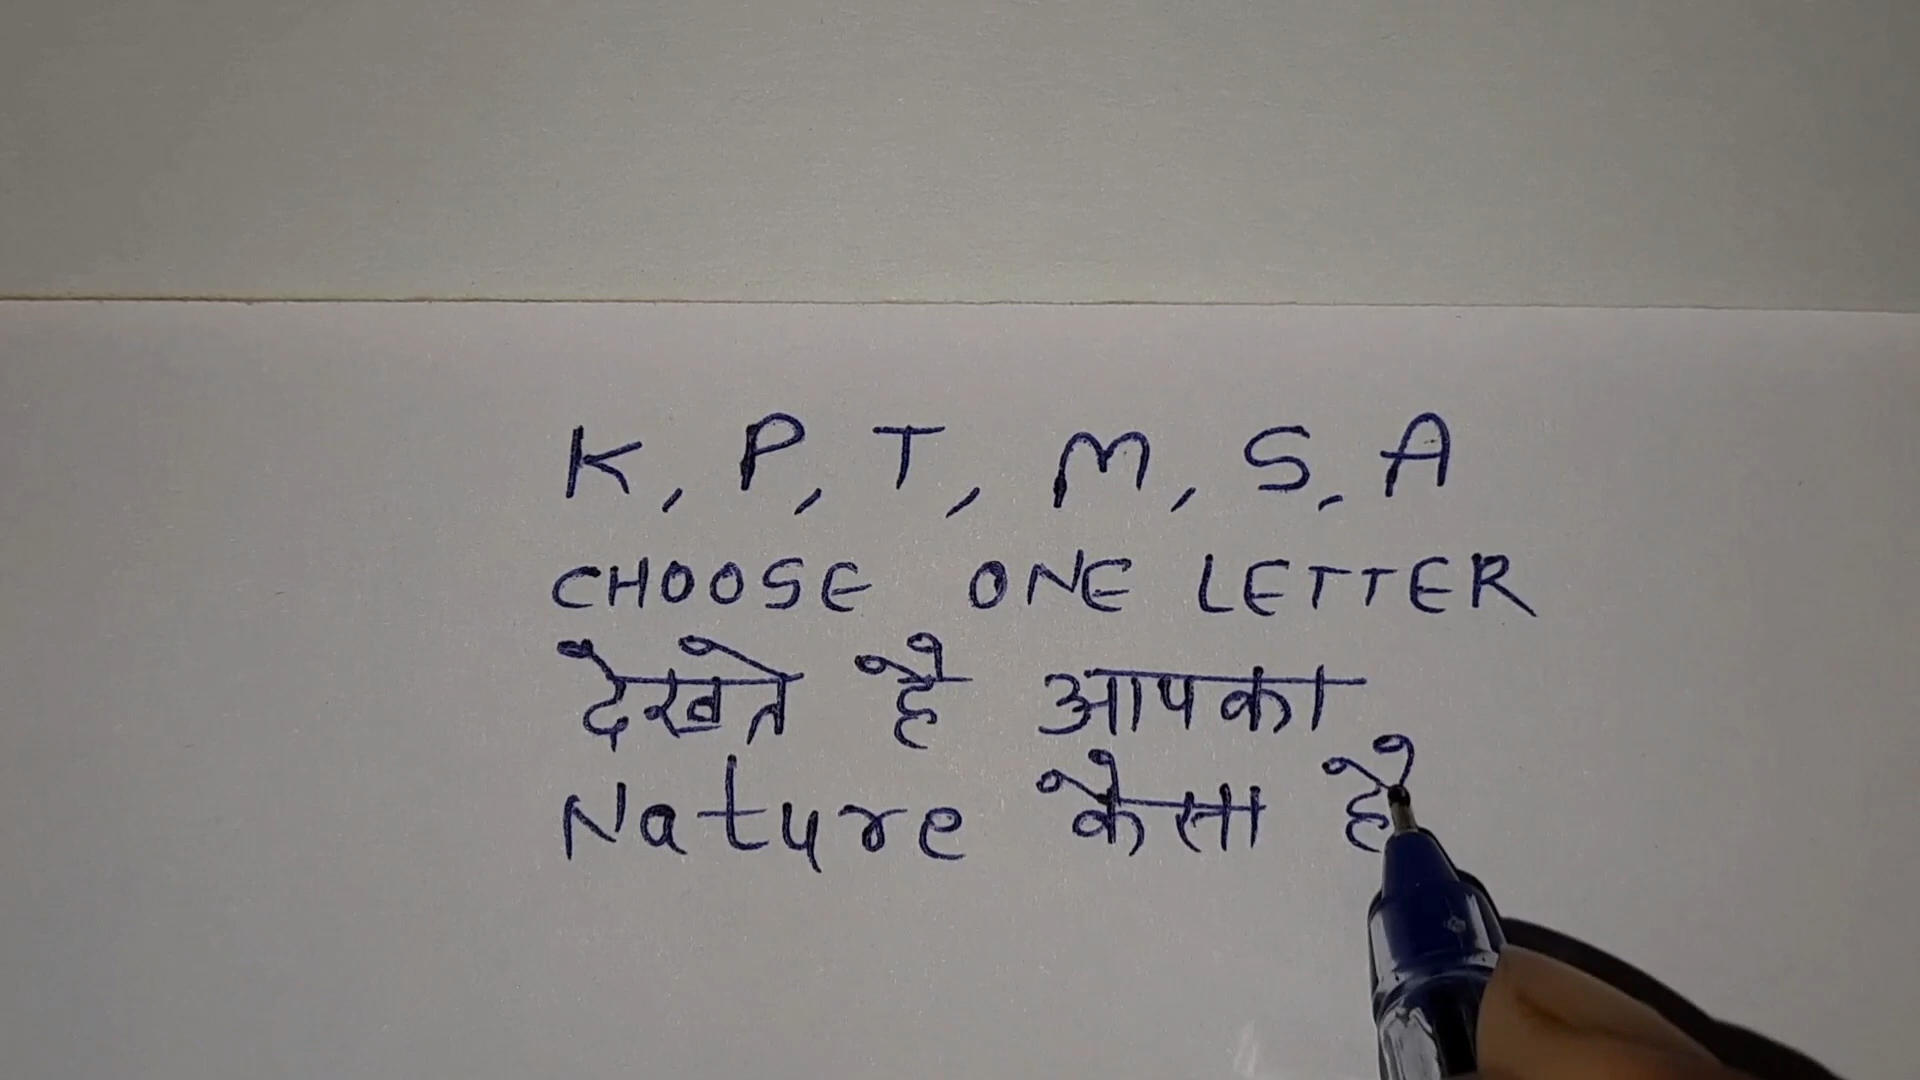 K, P, T, M, S, A
CHOOSE ONE LETTER
देखते है आपका
Nature कैसा है